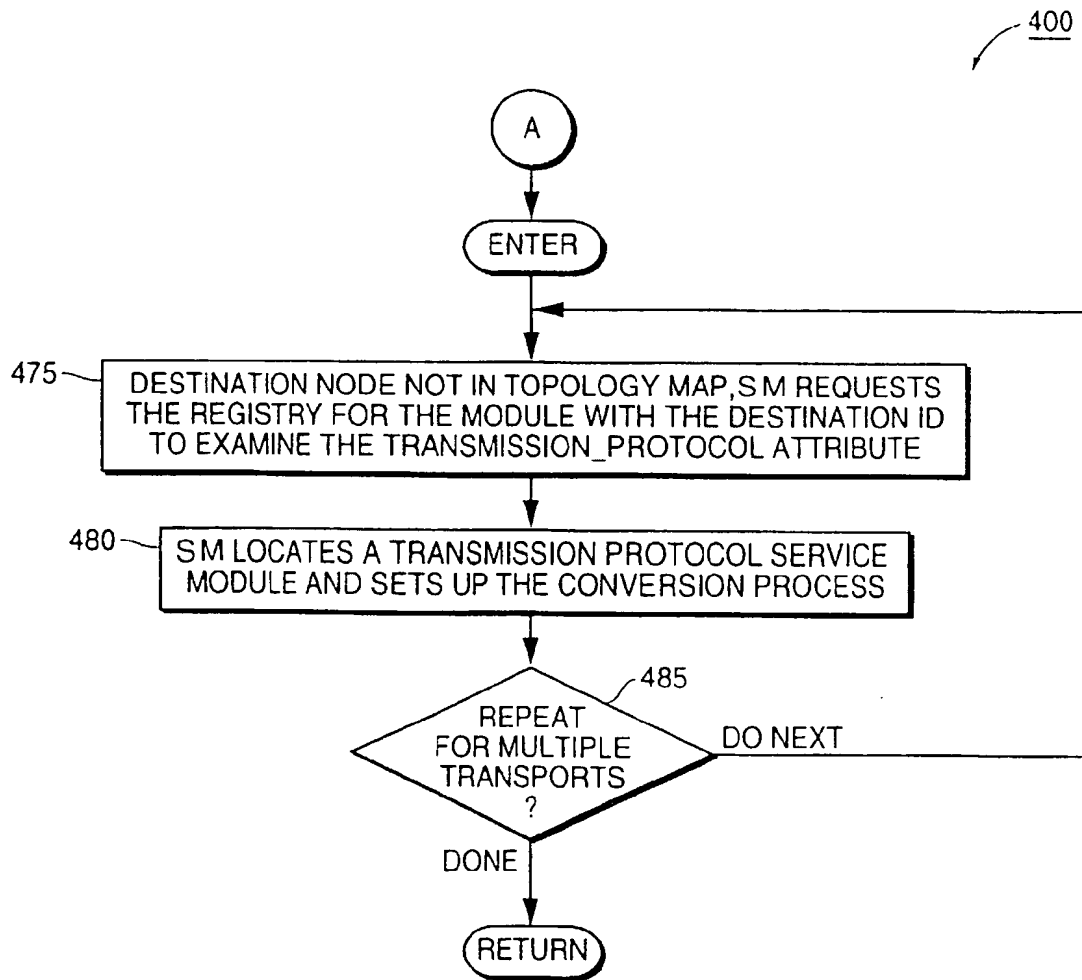 400
A
ENTER
475
DESTINATION NODE NOT IN TOPOLOGY MAP,SM REQUESTS
THE REGISTRY FOR THE MODULE WITH THE DESTINATION ID
TO EXAMINE THE TRANSMISSION_PROTOCOL ATTRIBUTE
480
SM LOCATES A TRANSMISSION PROTOCOL SERVICE
MODULE AND SETS UP THE CONVERSION PROCESS
485
REPEAT
FOR MULTIPLE
TRANSPORTS
?
DO NEXT
DONE
RETURN